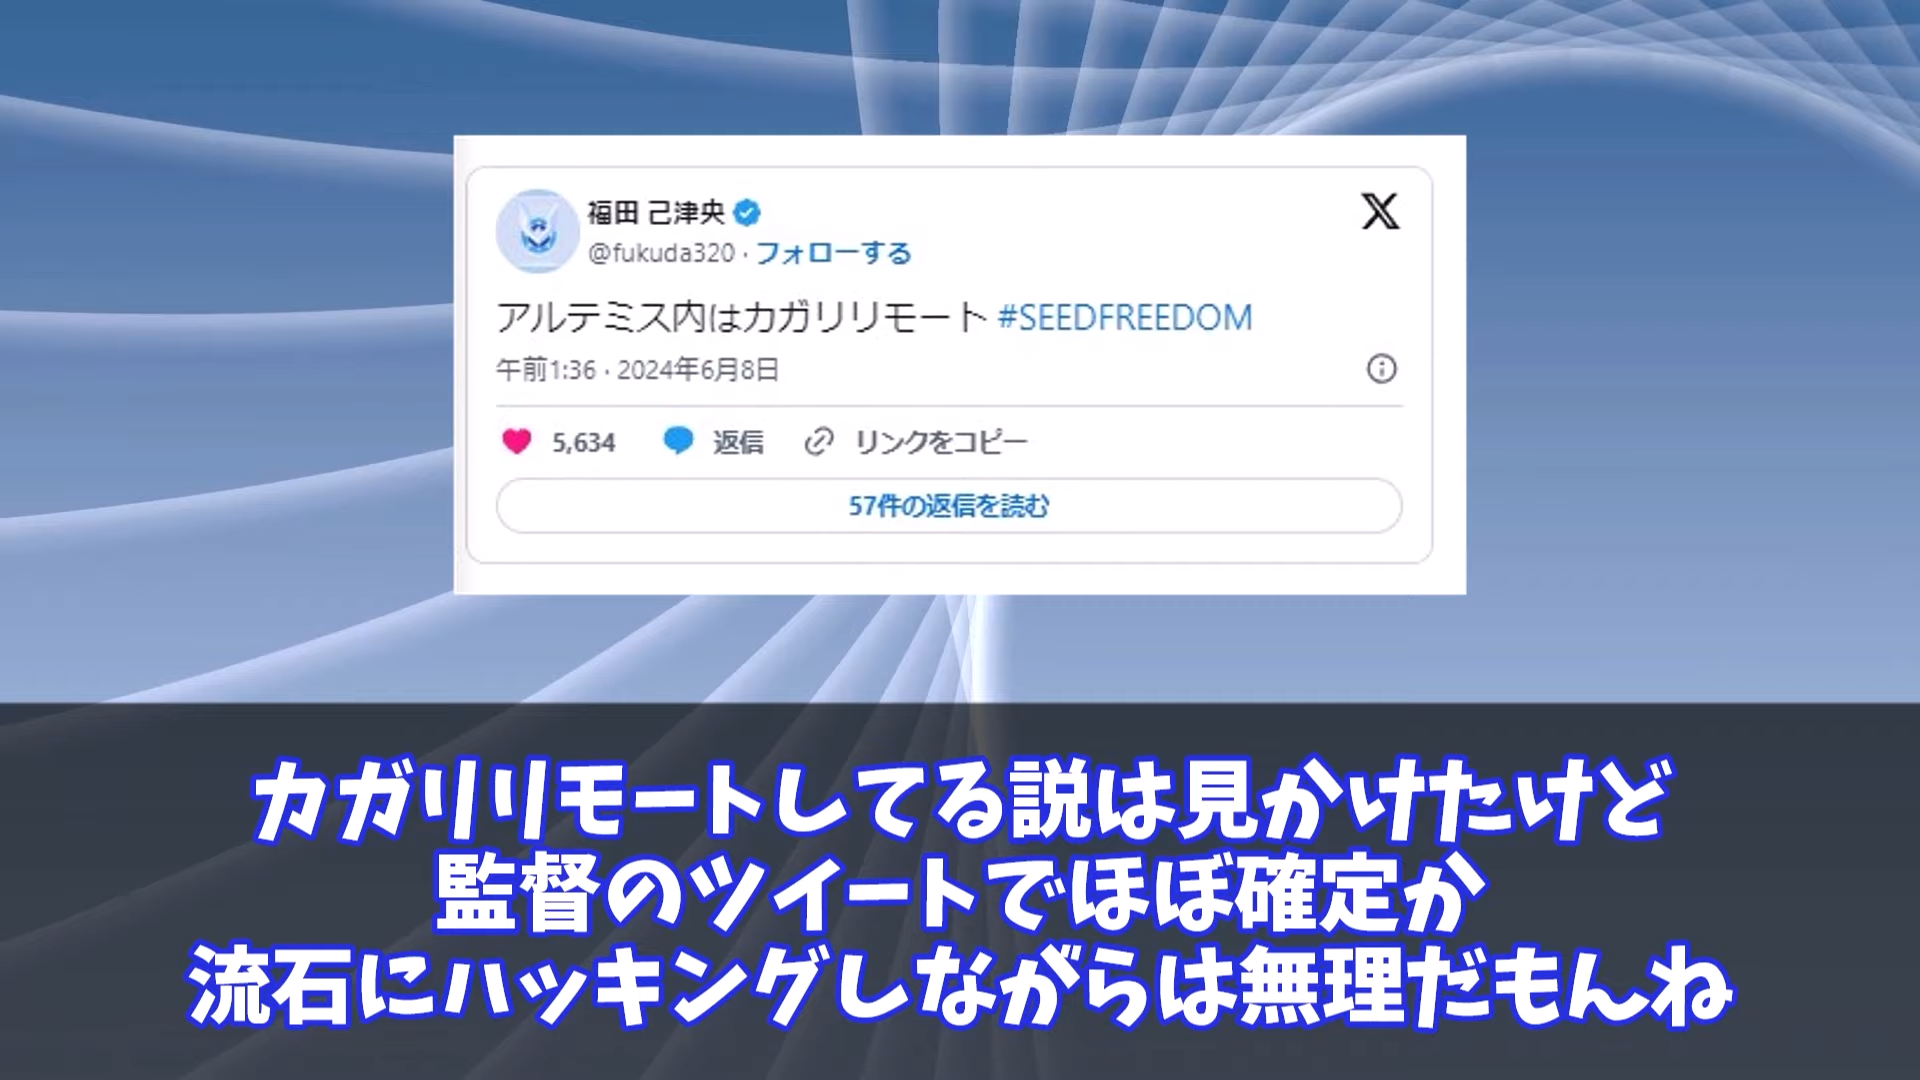 福田 己津央
@fukuda320 · フォローする
アルテミス内はカガリリモート #SEEDFREEDOM
午前1:36 · 2024年6月8日
5,634 返信 リンクをコピー
57件の返信を読む
カガリリモートしてる説は見かけたけど
監督のツイートでほぼ確定か
流石にハッキングしながらは無理だもんね